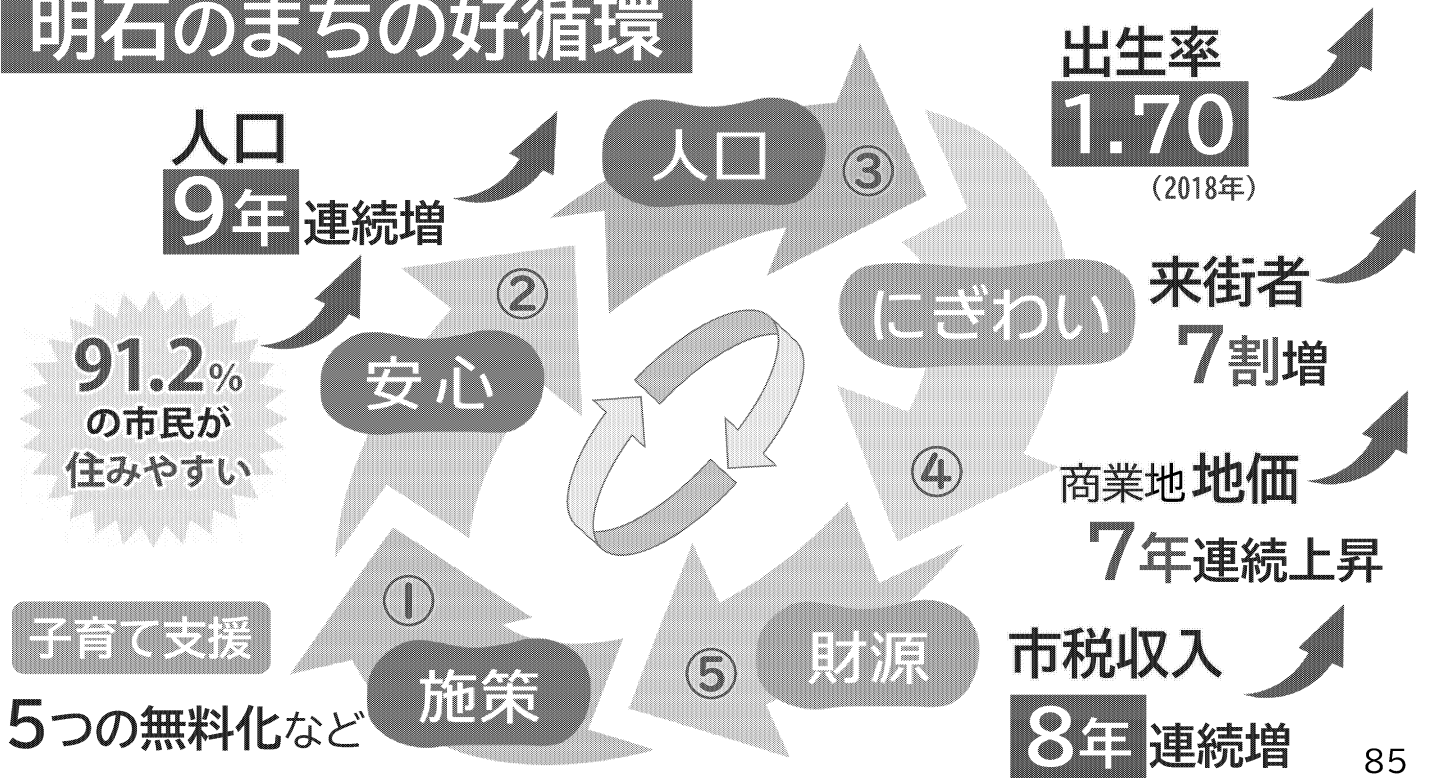 明石のまちの好循環
人口
9年連続増
91.2%
の市民が
住みやすい
子育て支援
5つの無料化など
施策
①
安心
②
人口
③
にぎわい
④
財源
⑤
出生率
1.70
(2018年)
来街者
7割増
商業地 地価
7年連続上昇
市税収入
8年連続増
85